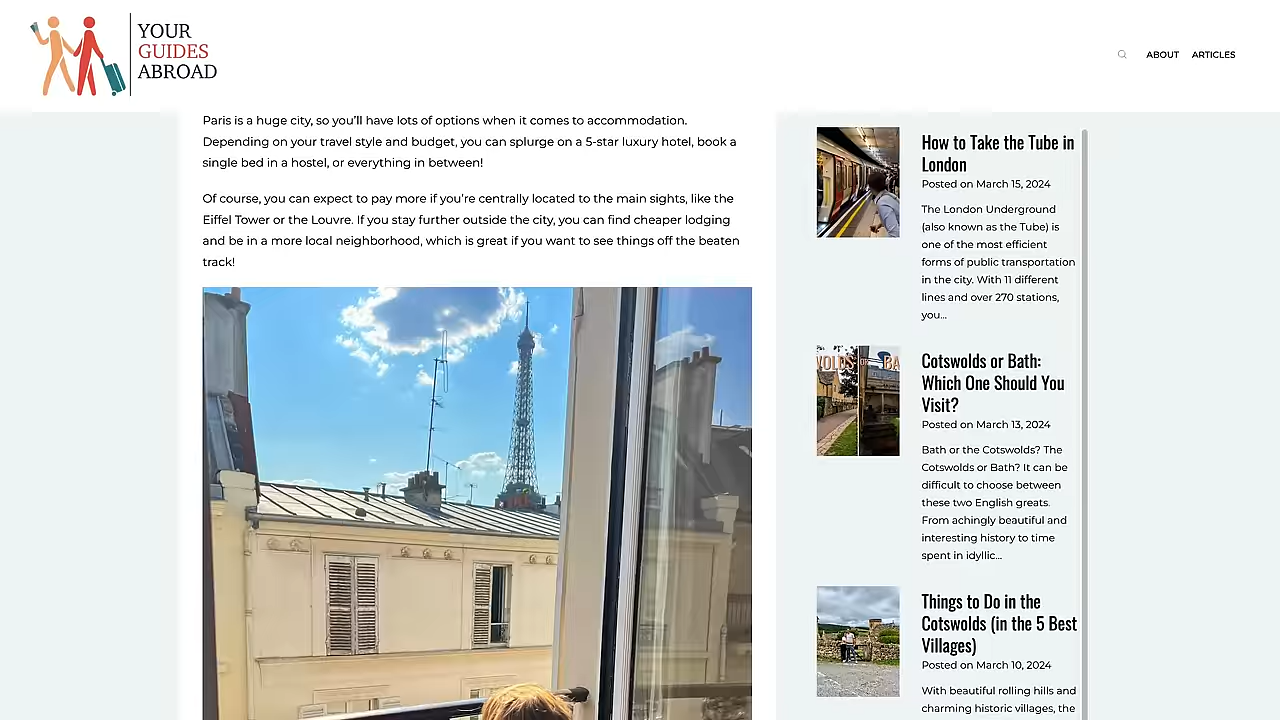 YOUR
GUIDES
ABROAD
ABOUT
ARTICLES
Paris is a huge city, so you'll have lots of options when it comes to accommodation.
Depending on your travel style and budget, you can splurge on a 5-star luxury hotel, book a
single bed in a hostel, or everything in between!
Of course, you can expect to pay more if you're centrally located to the main sights, like the
Eiffel Tower or the Louvre. If you stay further outside the city, you can find cheaper lodging
and be in a more local neighborhood, which is great if you want to see things off the beaten
track!
How to Take the Tube in
London
Posted on March 15, 2024
The London Underground
(also known as the Tube) is
one of the most efficient
forms of public transportation
in the city. With 11 different
lines and over 270 stations,
you...
VOLDS OR BA
Cotswolds or Bath:
Which One Should You
Visit?
Posted on March 13, 2024
Bath or the Cotswolds? The
Cotswolds or Bath? It can be
difficult to choose between
these two English greats.
From achingly beautiful and
interesting history to time
spent in idyllic...
Things to Do in the
Cotswolds (in the 5 Best
Villages)
Posted on March 10, 2024
With beautiful rolling hills and
charming historic villages, the